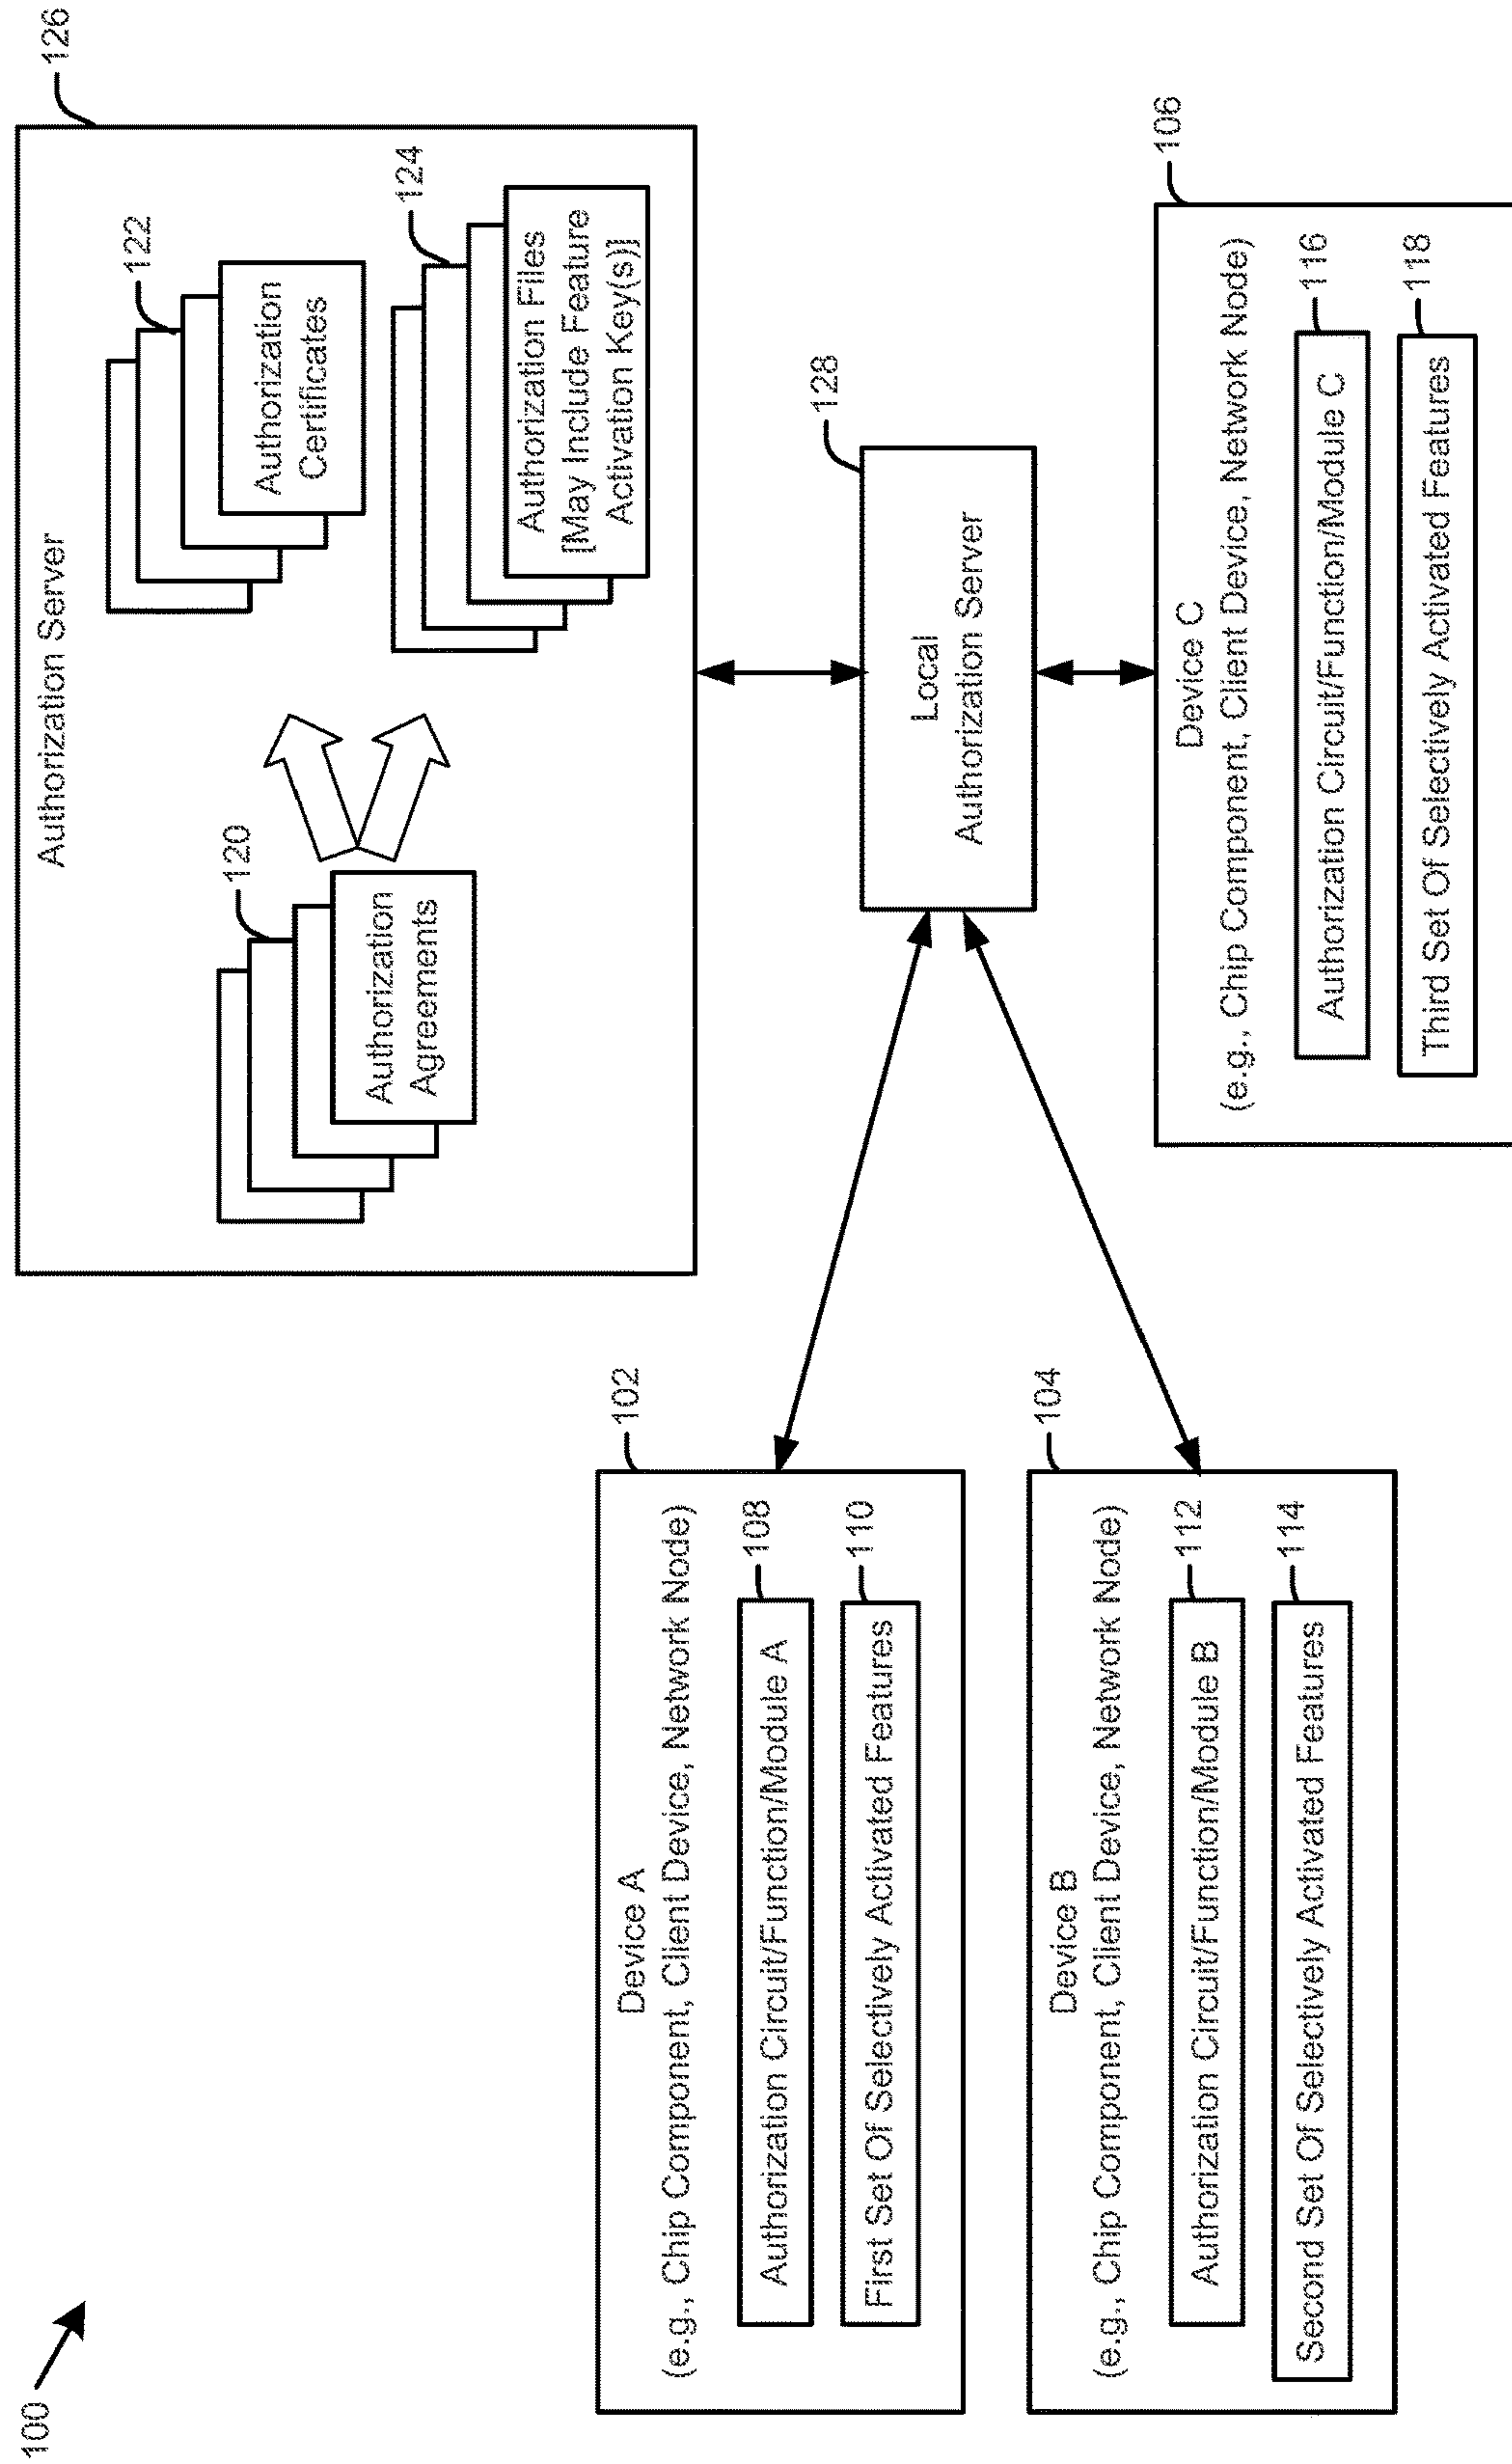 100
Authorization Server
126
120
Authorization
Agreements
122
Authorization
Certificates
124
Authorization Files
[May Include Feature
Activation Key(s)]
102
Device A
(e.g., Chip Component, Client Device, Network Node)
108
Authorization Circuit/Function/Module A
110
First Set Of Selectively Activated Features
128
Local
Authorization Server
104
Device B
(e.g., Chip Component, Client Device, Network Node)
112
Authorization Circuit/Function/Module B
114
Second Set Of Selectively Activated Features
106
Device C
(e.g., Chip Component, Client Device, Network Node)
116
Authorization Circuit/Function/Module C
118
Third Set Of Selectively Activated Features